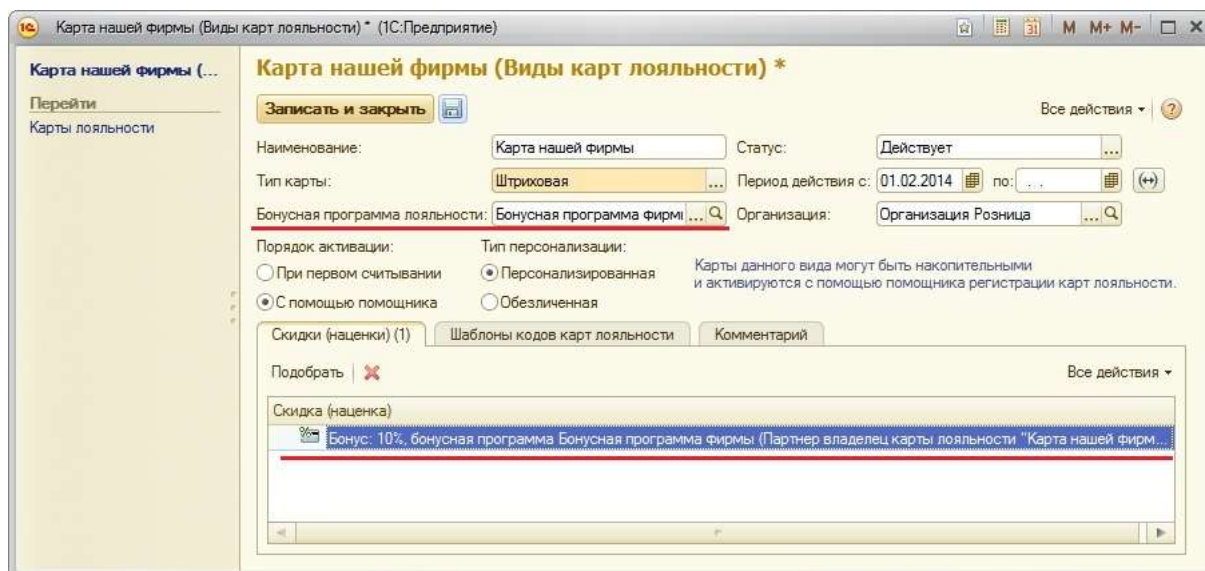 Карта нашей фирмы (Виды карт лояльности) * (1С:Предприятие)
31 M M+ M-
Карта нашей фирмы (...
Перейти
Карты лояльности
Карта нашей фирмы (Виды карт лояльности) *
Записать и закрыть
Все действия
Наименование: Карта нашей фирмы Статус: Действует ...
Тип карты: Штриховая ... Период действия с: 01.02.2014 по: . .
Бонусная программа лояльности: Бонусная программа фирмы ... Организация: Организация Розница ...
Порядок активации: Тип персонализации:
При первом считывании Персонализированная
С помощью помощника Обезличенная
Карты данного вида могут быть накопительными
и активируются с помощью помощника регистрации карт лояльности.
Скидки (наценки) (1) Шаблоны кодов карт лояльности Комментарий
Подобрать Все действия
Скидка (наценка)
Бонус: 10%, бонусная программа Бонусная программа фирмы (Партнер владелец карты лояльности "Карта нашей фирм...